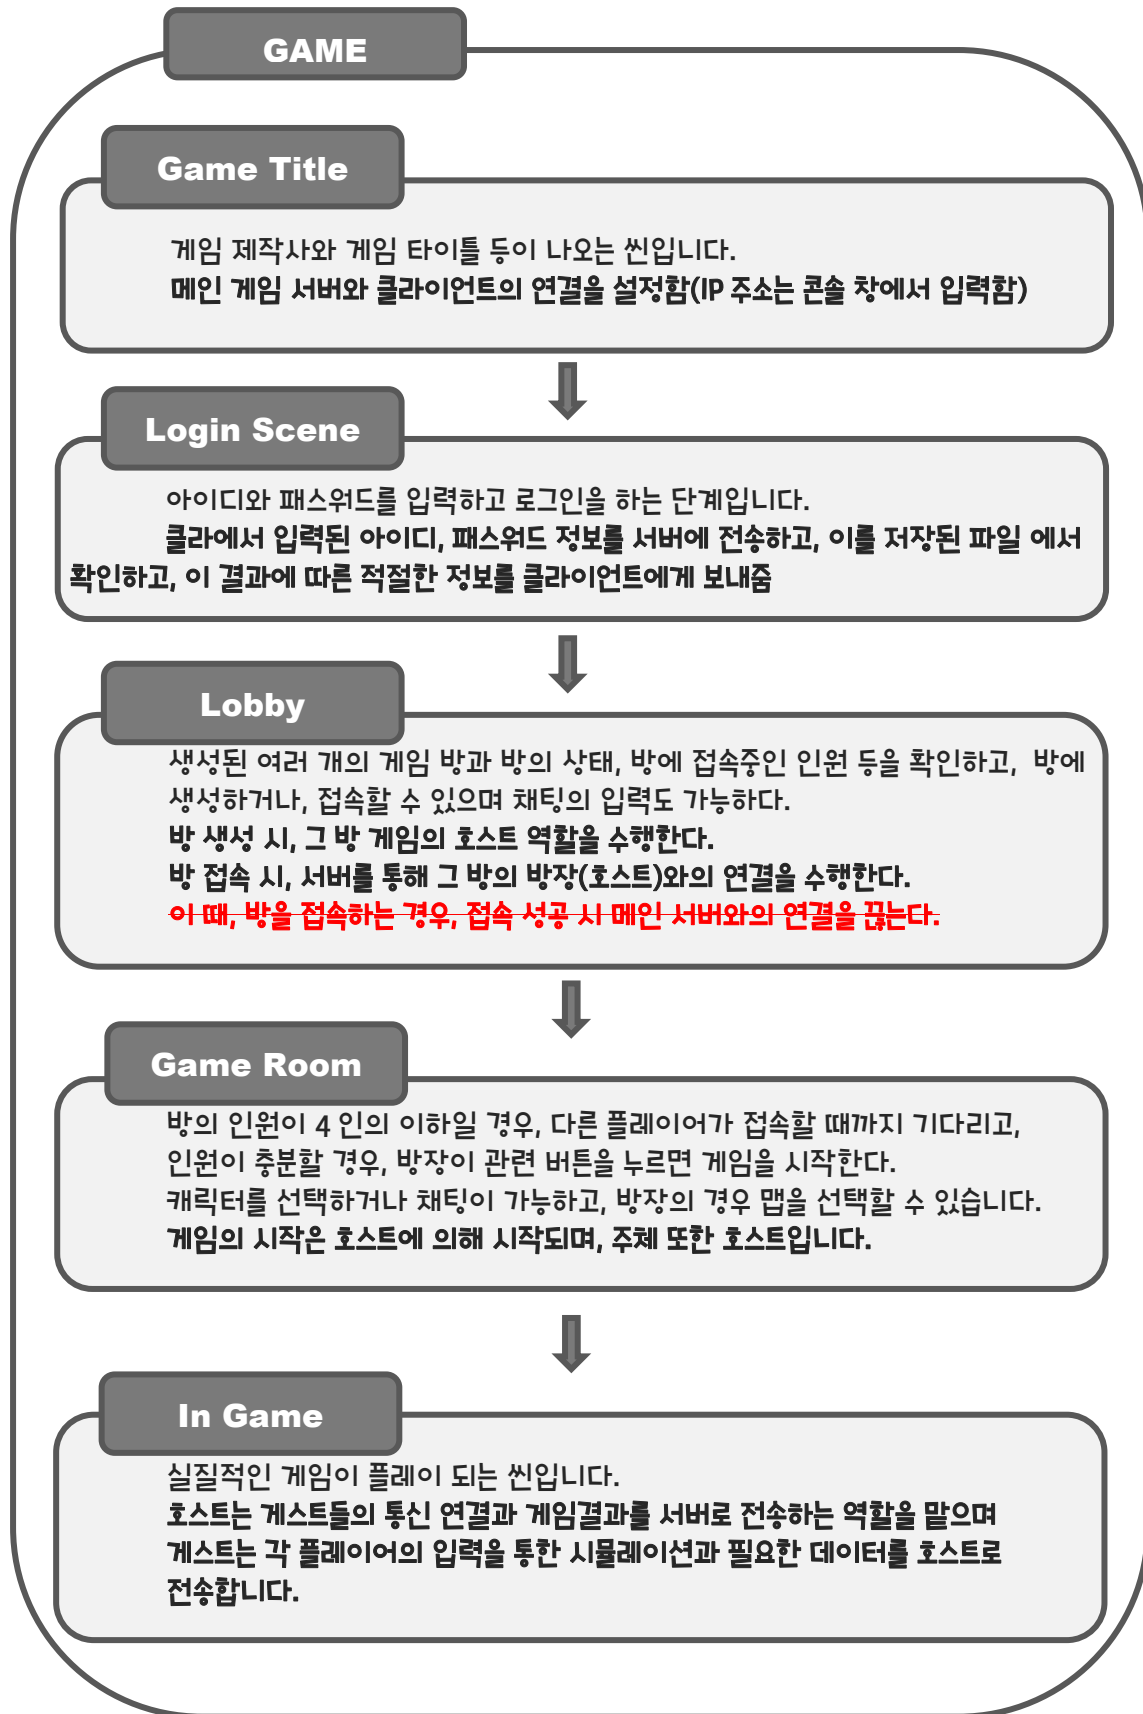 GAME
Game Title
게임 제작사와 게임 타이틀 등이 나오는 씬입니다.
메인 게임 서버와 클라이언트의 연결을 설정함(IP 주소는 콘솔 창에서 입력함)
Login Scene
아이디와 패스워드를 입력하고 로그인을 하는 단계입니다.
클라에서 입력된 아이디, 패스워드 정보를 서버에 전송하고, 이를 저장된 파일 에서
확인하고, 이 결과에 따른 적절한 정보를 클라이언트에게 보내줌
Lobby
생성된 여러 개의 게임 방과 방의 상태, 방에 접속중인 인원 등을 확인하고, 방에
생성하거나, 접속할 수 있으며 채팅의 입력도 가능하다.
방 생성 시, 그 방 게임의 호스트 역할을 수행한다.
방 접속 시, 서버를 통해 그 방의 방장(호스트)와의 연결을 수행한다.
이 때, 방을 접속하는 경우, 접속 성공 시 메인 서버와의 연결을 끊는다.
Game Room
방의 인원이 4 인의 이하일 경우, 다른 플레이어가 접속할 때까지 기다리고,
인원이 충분할 경우, 방장이 관련 버튼을 누르면 게임을 시작한다.
캐릭터를 선택하거나 채팅이 가능하고, 방장의 경우 맵을 선택할 수 있습니다.
게임의 시작은 호스트에 의해 시작되며, 주체 또한 호스트입니다.
In Game
실질적인 게임이 플레이 되는 씬입니다.
호스트는 게스트들의 통신 연결과 게임결과를 서버로 전송하는 역할을 맡으며
게스트는 각 플레이어의 입력을 통한 시뮬레이션과 필요한 데이터를 호스트로
전송합니다.